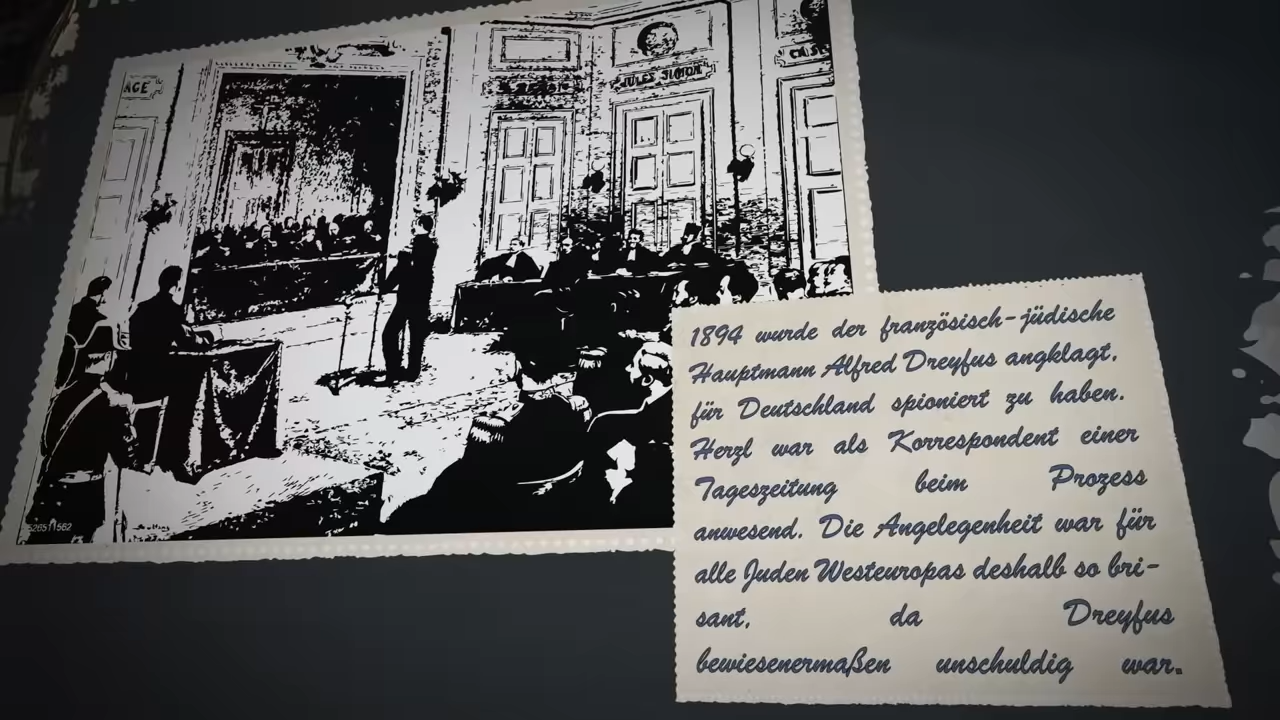 AGE
JULES SIMON
526511562
1894 wurde der französisch-jüdische
Hauptmann Alfred Dreyfus angklagt,
für Deutschland spioniert zu haben.
Herzl war als Korrespondent einer
Tageszeitung beim Prozess
anwesend. Die Angelegenheit war für
alle Juden Westeuropas deshalb so bri-
sant, da Dreyfus
bewiesenermaßen unschuldig war.